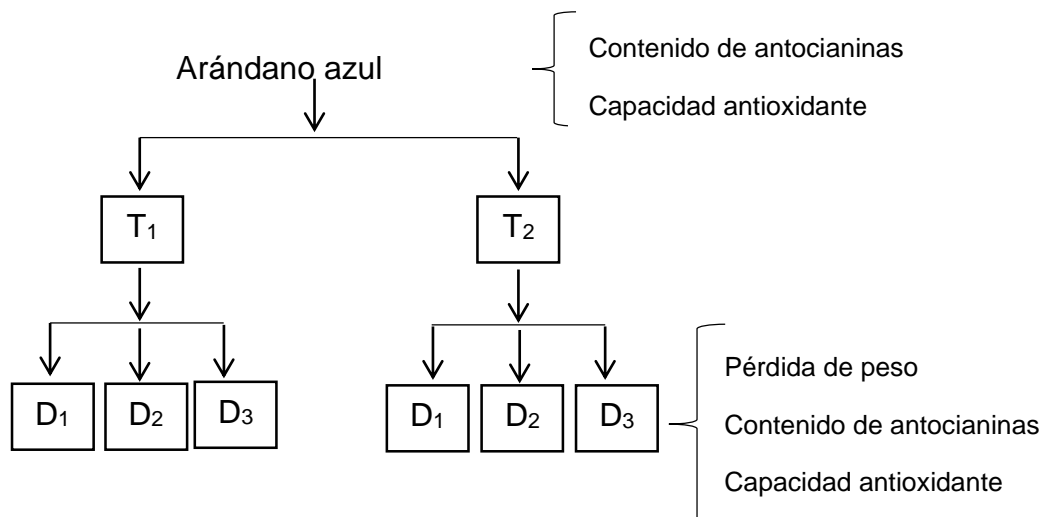 Arándano azul
Contenido de antocianinas
Capacidad antioxidante
T₁
T₂
D₁
D₂
D₃
D₁
D₂
D₃
Pérdida de peso
Contenido de antocianinas
Capacidad antioxidante